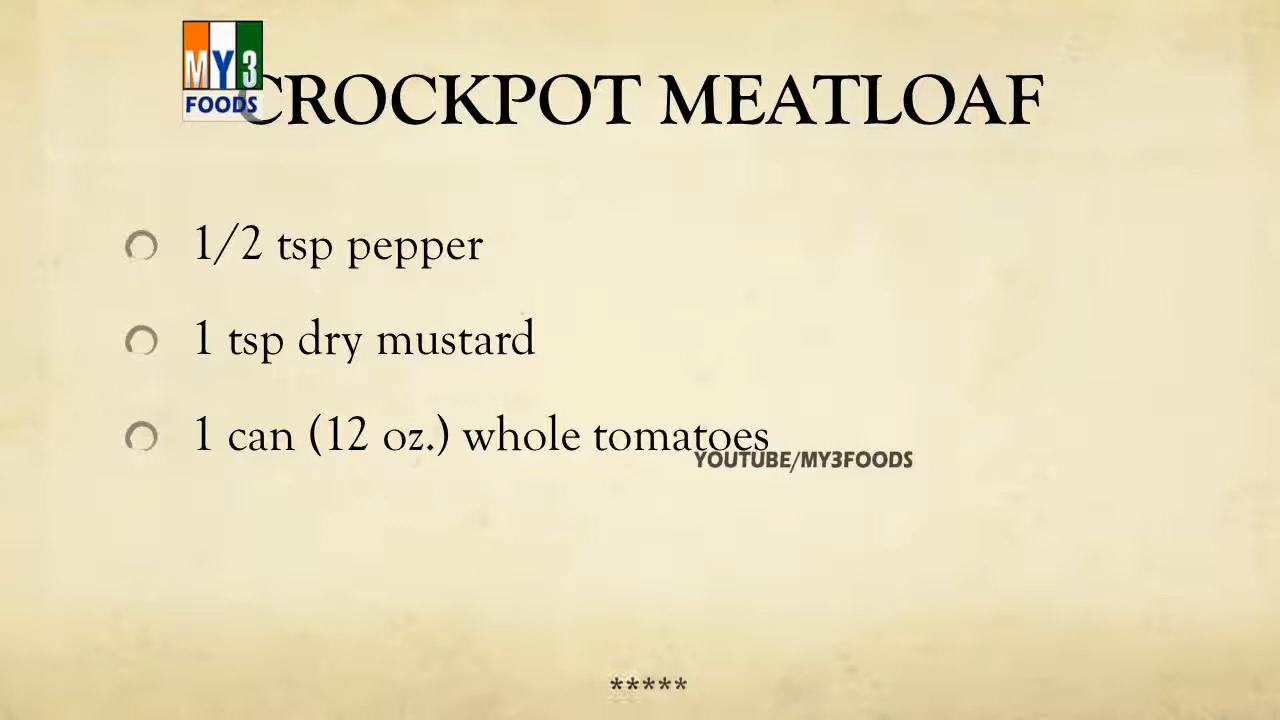 MY3
FOODS
CROCKPOT MEATLOAF
1/2 tsp pepper
1 tsp dry mustard
1 can (12 oz.) whole tomatoes
YOUTUBE/MY3FOODS
*****